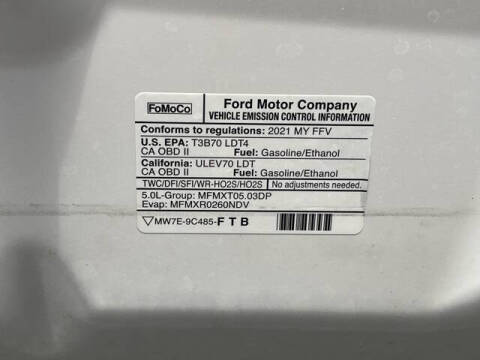 FoMoCo
Ford Motor Company
VEHICLE EMISSION CONTROL INFORMATION
Conforms to regulations: 2021 MY FFV
U.S. EPA: T3B70 LDT4
CA OBD II Fuel: Gasoline/Ethanol
California: ULEV70 LDT
CA OBD II Fuel: Gasoline/Ethanol
TWC/DFI/SFI/WR-HO2S/HO2S No adjustments needed.
5.0L-Group: MFMXT05.03DP
Evap: MFMXR0260NDV
MW7E-9C485-F T B